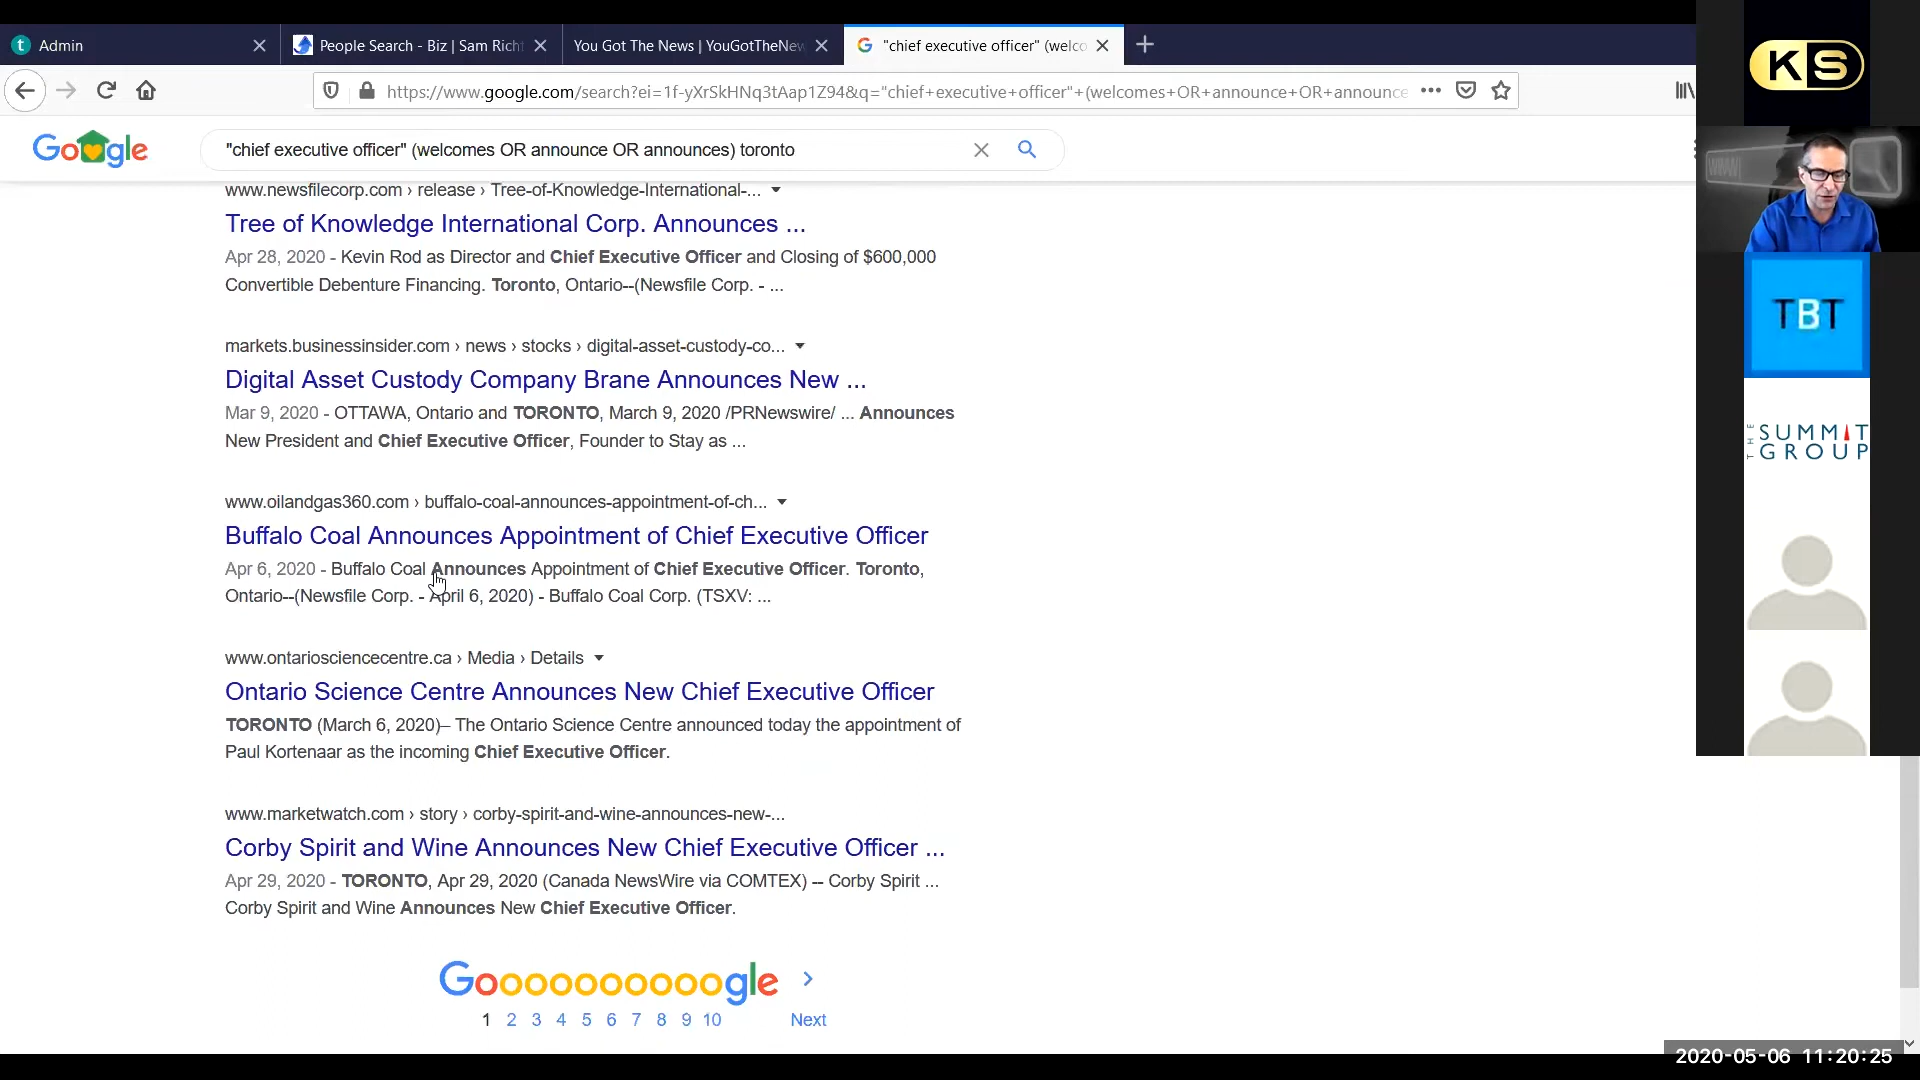 Admin
People Search - Biz | Sam Rich
You Got The News | YouGotTheNew
"chief executive officer" (welco
https://www.google.com/search?ei=1f-yXrSkHNq3tAap1Z94&q="chief+executive+officer"+(welcomes+OR+announce+OR+announce
Google
"chief executive officer" (welcomes OR announce OR announces) toronto
www.newsfilecorp.com › release › Tree-of-Knowledge-International-...
Tree of Knowledge International Corp. Announces ...
Apr 28, 2020 - Kevin Rod as Director and Chief Executive Officer and Closing of $600,000
Convertible Debenture Financing. Toronto, Ontario--(Newsfile Corp. - ...
markets.businessinsider.com › news › stocks › digital-asset-custody-co...
Digital Asset Custody Company Brane Announces New ...
Mar 9, 2020 - OTTAWA, Ontario and TORONTO, March 9, 2020 /PRNewswire/ ... Announces
New President and Chief Executive Officer, Founder to Stay as ...
www.oilandgas360.com › buffalo-coal-announces-appointment-of-ch...
Buffalo Coal Announces Appointment of Chief Executive Officer
Apr 6, 2020 - Buffalo Coal Announces Appointment of Chief Executive Officer. Toronto,
Ontario--(Newsfile Corp. - April 6, 2020) - Buffalo Coal Corp. (TSXV: ...
www.ontariosciencecentre.ca › Media › Details
Ontario Science Centre Announces New Chief Executive Officer
TORONTO (March 6, 2020)– The Ontario Science Centre announced today the appointment of
Paul Kortenaar as the incoming Chief Executive Officer.
www.marketwatch.com › story › corby-spirit-and-wine-announces-new-...
Corby Spirit and Wine Announces New Chief Executive Officer ...
Apr 29, 2020 - TORONTO, Apr 29, 2020 (Canada NewsWire via COMTEX) -- Corby Spirit ...
Corby Spirit and Wine Announces New Chief Executive Officer.
Goooooooooogle
1 2 3 4 5 6 7 8 9 10 Next
KS
WWW
TBT
THE SUMMIT
GROUP
2020-05-06 11:20:25